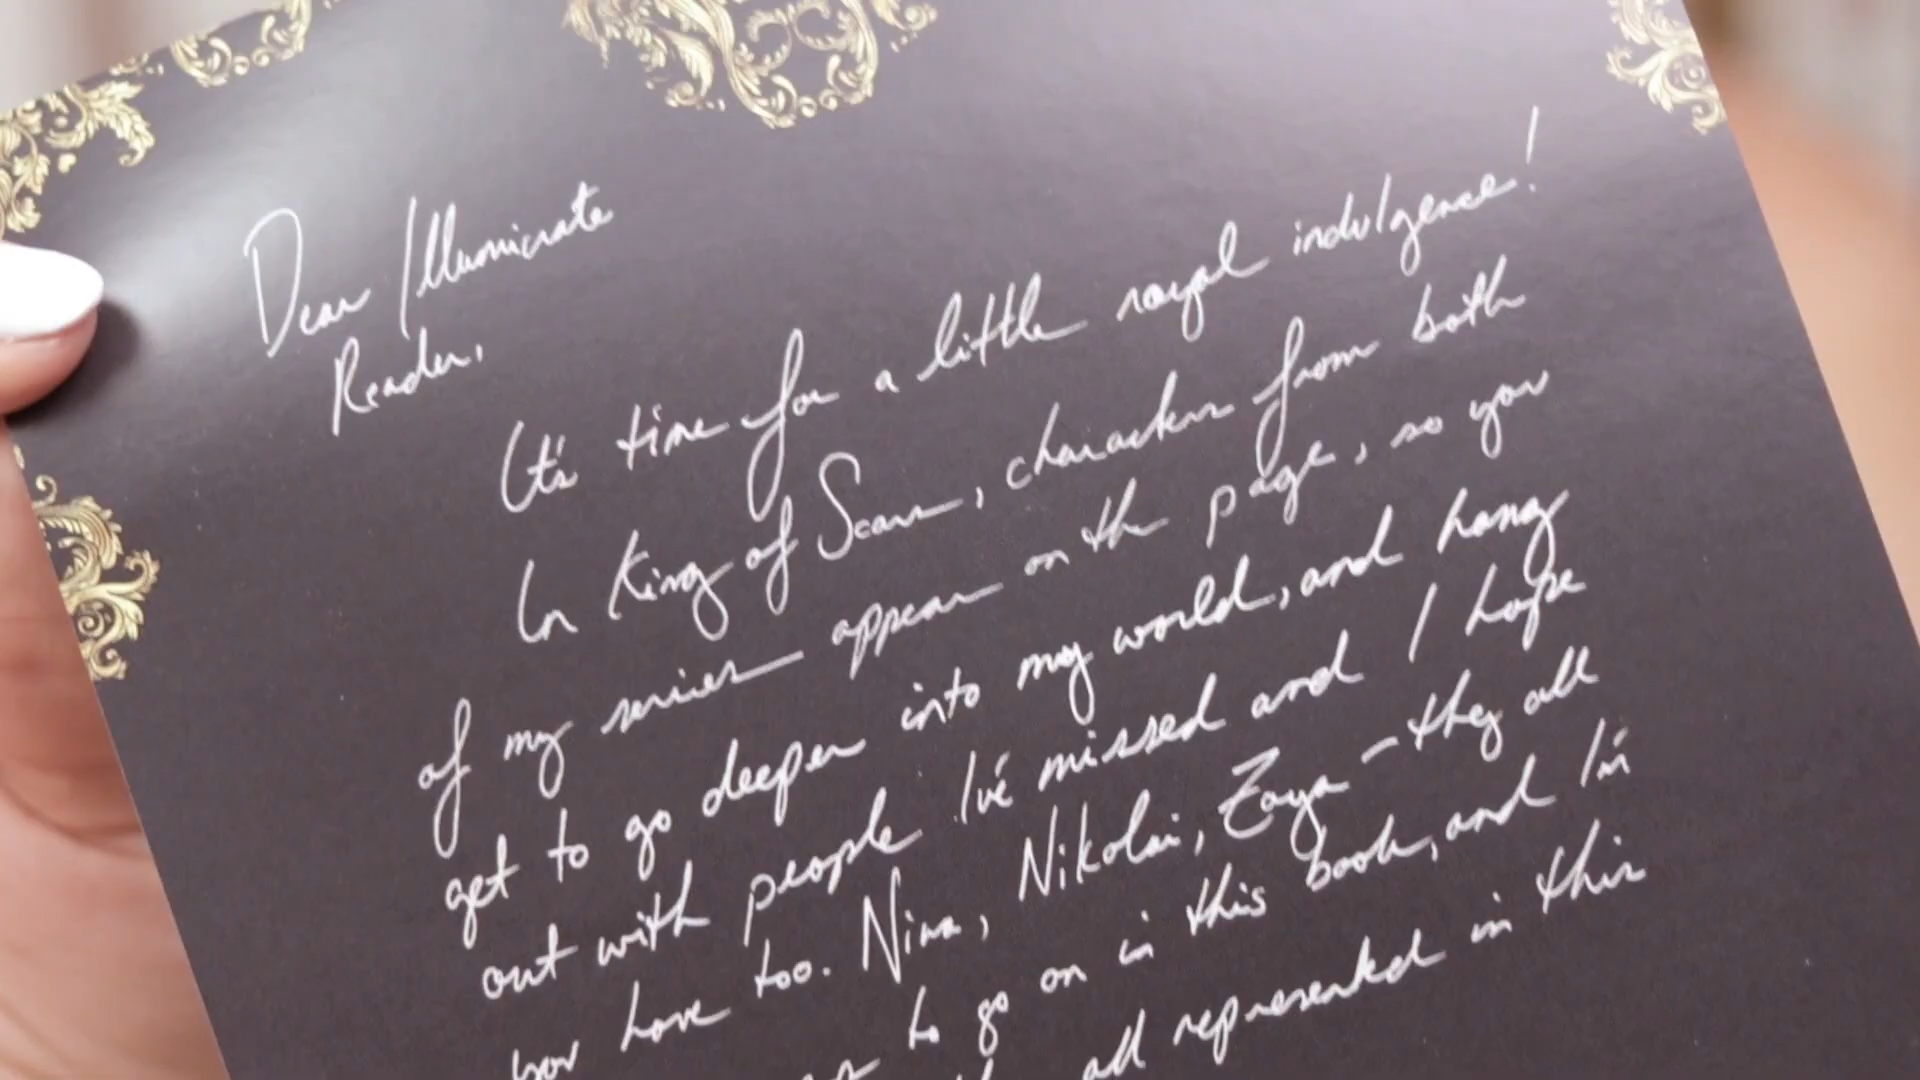 Dear Illumicrate
Reader,
It's time for a little royal indulgence!
In King of Scars, characters from both
of my series appear on the page, so you
get to go deeper into my world, and hang
out with people I've missed and I hope
you love too. Nina, Nikolai, Zoya – they all
to go on in this book, and I'm
all represented in this